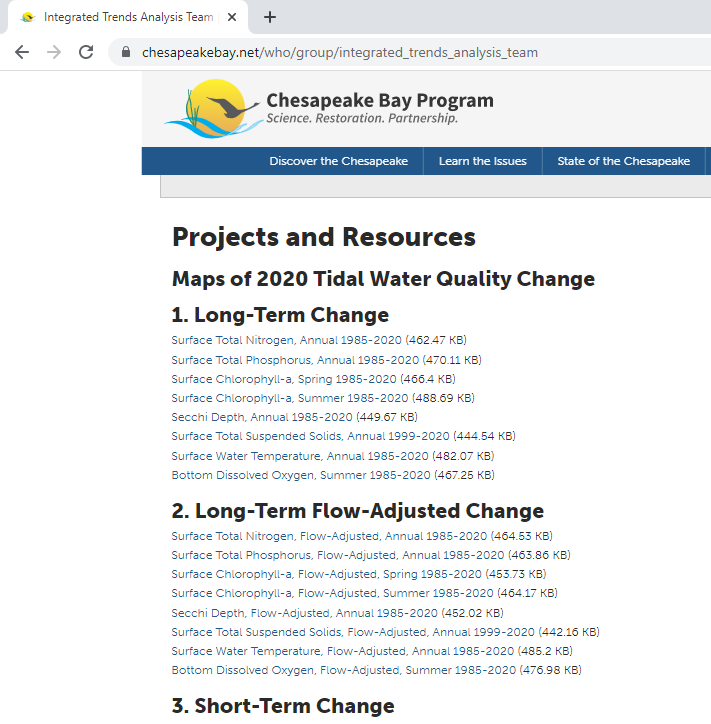 Integrated Trends Analysis Team
chesapeakebay.net/who/group/integrated_trends_analysis_team
Chesapeake Bay Program
Science. Restoration. Partnership.
Discover the Chesapeake Learn the Issues State of the Chesapeake
Projects and Resources
Maps of 2020 Tidal Water Quality Change
1. Long-Term Change
Surface Total Nitrogen, Annual 1985-2020 (462.47 KB)
Surface Total Phosphorus, Annual 1985-2020 (470.11 KB)
Surface Chlorophyll-a, Spring 1985-2020 (466.4 KB)
Surface Chlorophyll-a, Summer 1985-2020 (488.69 KB)
Secchi Depth, Annual 1985-2020 (449.67 KB)
Surface Total Suspended Solids, Annual 1999-2020 (444.54 KB)
Surface Water Temperature, Annual 1985-2020 (482.07 KB)
Bottom Dissolved Oxygen, Summer 1985-2020 (467.25 KB)
2. Long-Term Flow-Adjusted Change
Surface Total Nitrogen, Flow-Adjusted, Annual 1985-2020 (464.53 KB)
Surface Total Phosphorus, Flow-Adjusted, Annual 1985-2020 (463.86 KB)
Surface Chlorophyll-a, Flow-Adjusted, Spring 1985-2020 (453.73 KB)
Surface Chlorophyll-a, Flow-Adjusted, Summer 1985-2020 (464.17 KB)
Secchi Depth, Flow-Adjusted, Annual 1985-2020 (452.02 KB)
Surface Total Suspended Solids, Flow-Adjusted, Annual 1999-2020 (442.16 KB)
Surface Water Temperature, Flow-Adjusted, Annual 1985-2020 (485.2 KB)
Bottom Dissolved Oxygen, Flow-Adjusted, Summer 1985-2020 (476.98 KB)
3. Short-Term Change